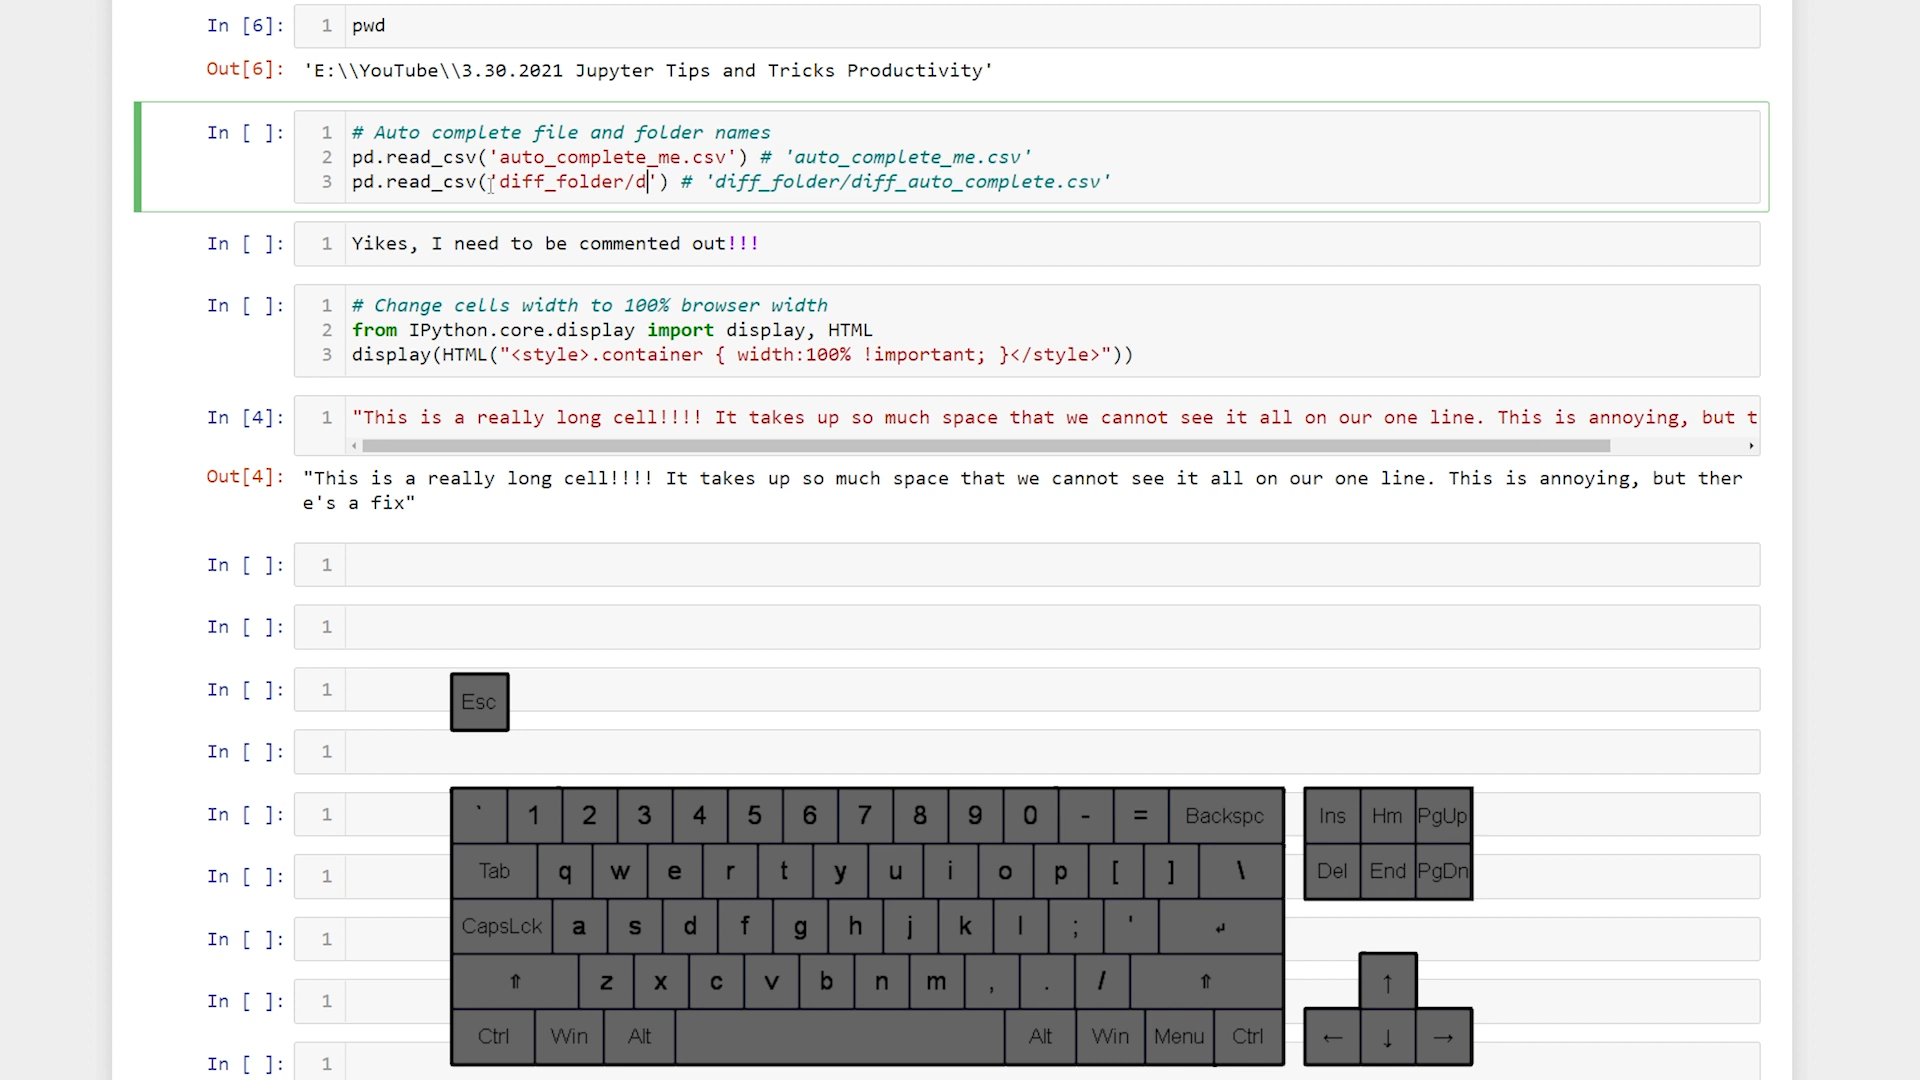 In [6]: 1 pwd
Out[6]: 'E:\\YouTube\\3.30.2021 Jupyter Tips and Tricks Productivity'
In [ ]: 1 # Auto complete file and folder names
2 pd.read_csv('auto_complete_me.csv') # 'auto_complete_me.csv'
3 pd.read_csv('diff_folder/d') # 'diff_folder/diff_auto_complete.csv'
In [ ]: 1 Yikes, I need to be commented out!!!
In [ ]: 1 # Change cells width to 100% browser width
2 from IPython.core.display import display, HTML
3 display(HTML("<style>.container { width:100% !important; }</style>"))
In [4]: 1 "This is a really long cell!!!! It takes up so much space that we cannot see it all on our one line. This is annoying, but t
Out[4]: "This is a really long cell!!!! It takes up so much space that we cannot see it all on our one line. This is annoying, but ther
e's a fix"
In [ ]: 1
In [ ]: 1
In [ ]: 1
Esc
In [ ]: 1
In [ ]: 1
` 1 2 3 4 5 6 7 8 9 0 - = Backspc Ins Hm PgUp
In [ ]: 1
Tab q w e r t y u i o p [ ] \ Del End PgDn
In [ ]: 1
CapsLck a s d f g h j k l ; ' ↵
In [ ]: 1
⇑ z x c v b n m , . / ⇑ ↑
Ctrl Win Alt Alt Win Menu Ctrl ← ↓ →
In [ ]: 1